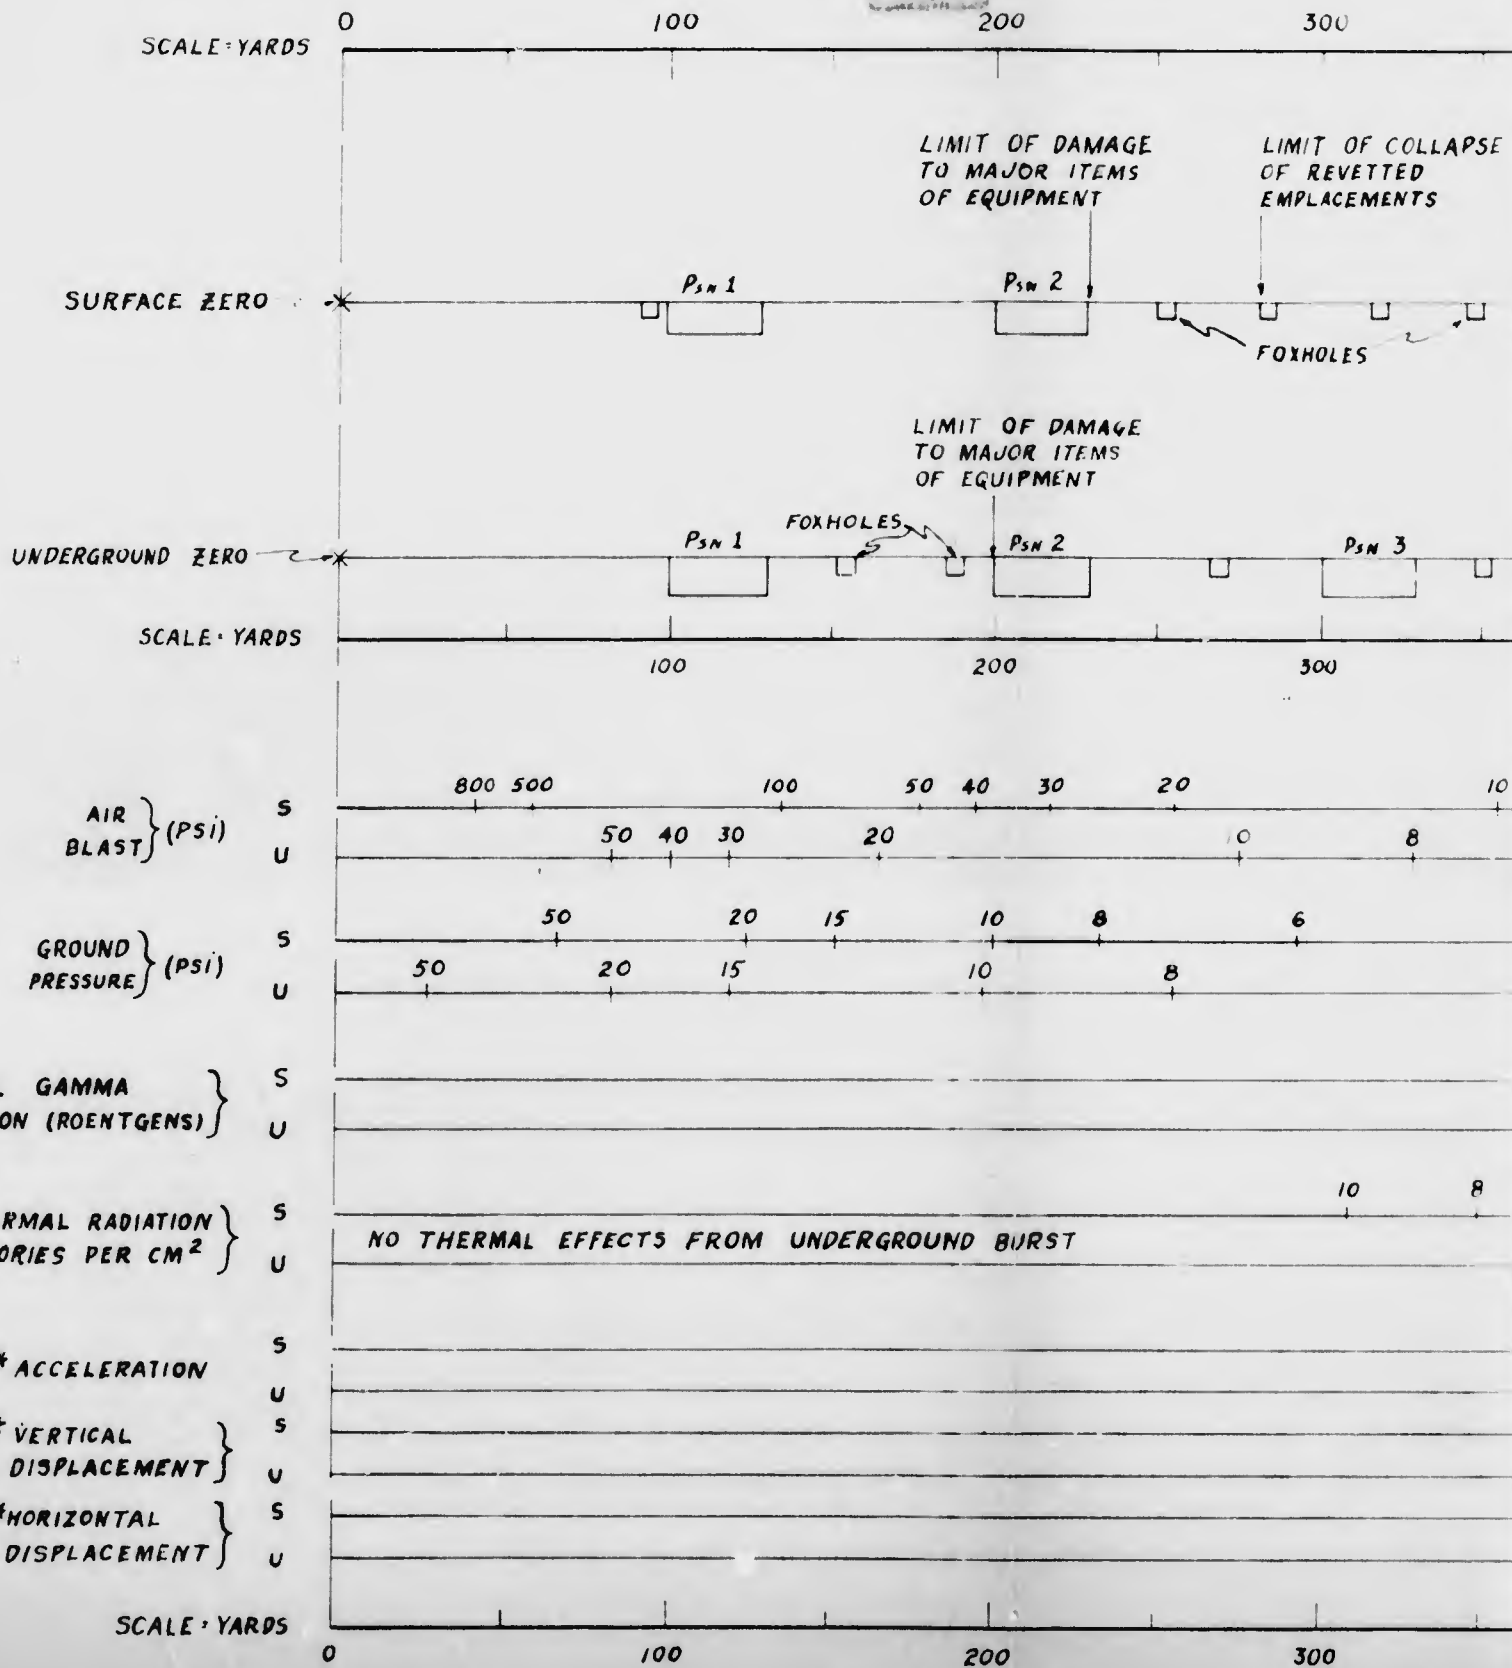 0 100 200 300
SCALE = YARDS
LIMIT OF DAMAGE
TO MAJOR ITEMS
OF EQUIPMENT
LIMIT OF COLLAPSE
OF REVETTED
EMPLACEMENTS
SURFACE ZERO
PSN 1
PSN 2
FOXHOLES
LIMIT OF DAMAGE
TO MAJOR ITEMS
OF EQUIPMENT
UNDERGROUND ZERO
PSN 1
FOXHOLES
PSN 2
PSN 3
SCALE = YARDS
100 200 300
AIR
BLAST
(PSi)
S 800 500 100 50 40 30 20 10
U 50 40 30 20 10 8
GROUND
PRESSURE
(PSi)
S 50 20 15 10 8 6
U 50 20 15 10 8
L GAMMA
ON (ROENTGENS)
S
U
RMAL RADIATION
ORIES PER CM²
S 10 8
NO THERMAL EFFECTS FROM UNDERGROUND BURST
U
* ACCELERATION
S
U
* VERTICAL
DISPLACEMENT
S
U
* HORIZONTAL
DISPLACEMENT
S
U
SCALE = YARDS
0 100 200 300